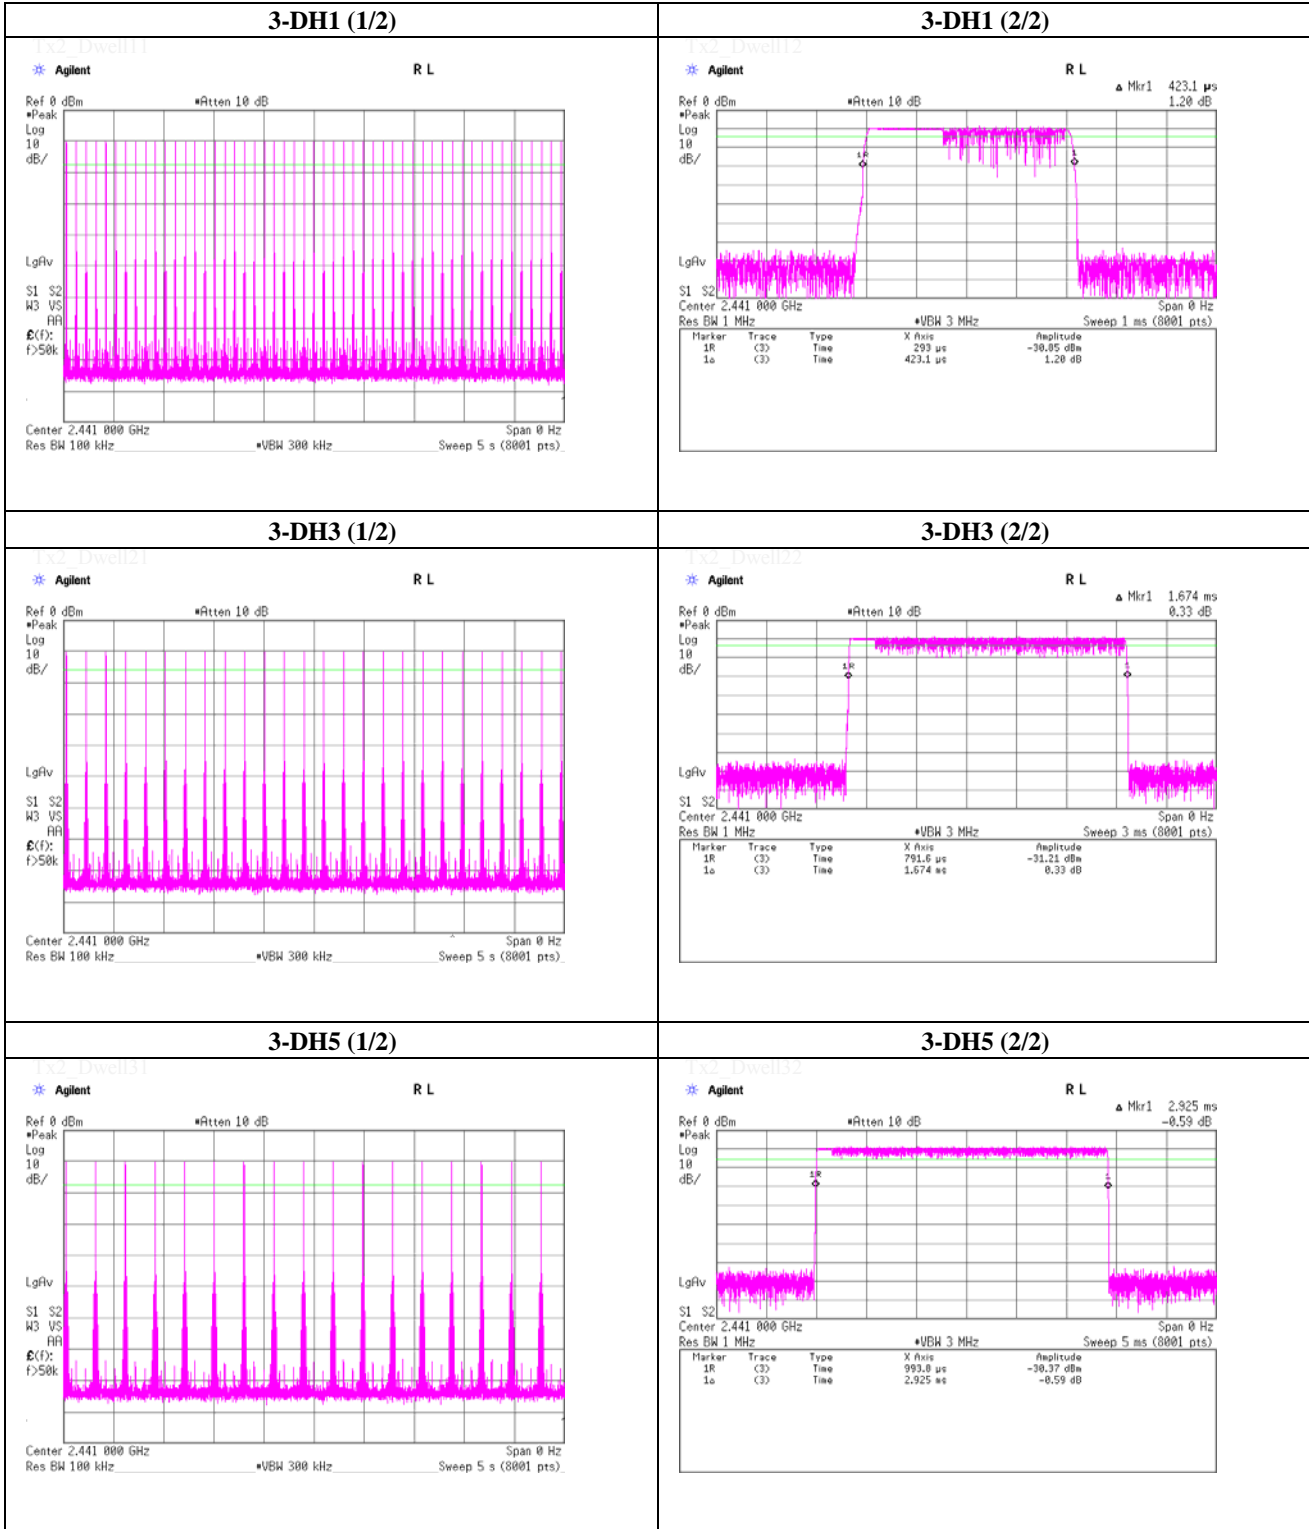 3-DH1 (1/2)
3-DH1 (2/2)
Tx2_Dwell11
Agilent
R L
Ref 0 dBm
*Atten 10 dB
*Peak
Log
10
dB/
LgAv
S1 S2
W3 VS
AA
£(f):
f>50k
Center 2.441 000 GHz
Span 0 Hz
Res BW 100 kHz
*VBW 300 kHz
Sweep 5 s (8001 pts)
Tx2_Dwell12
Agilent
R L
Δ Mkr1 423.1 µs
Ref 0 dBm
*Atten 10 dB
1.20 dB
*Peak
Log
10
dB/
1R
1
LgAv
S1 S2
Center 2.441 000 GHz
Span 0 Hz
Res BW 1 MHz
*VBW 3 MHz
Sweep 1 ms (8001 pts)
Marker Trace Type X Axis Amplitude
1R (3) Time 293 µs -30.85 dBm
1Δ (3) Time 423.1 µs 1.20 dB
3-DH3 (1/2)
3-DH3 (2/2)
Tx2_Dwell21
Agilent
R L
Ref 0 dBm
*Atten 10 dB
*Peak
Log
10
dB/
LgAv
S1 S2
W3 VS
AA
£(f):
f>50k
Center 2.441 000 GHz
Span 0 Hz
Res BW 100 kHz
*VBW 300 kHz
Sweep 5 s (8001 pts)
Tx2_Dwell22
Agilent
R L
Δ Mkr1 1.674 ms
Ref 0 dBm
*Atten 10 dB
0.33 dB
*Peak
Log
10
dB/
1R
LgAv
S1 S2
Center 2.441 000 GHz
Span 0 Hz
Res BW 1 MHz
*VBW 3 MHz
Sweep 3 ms (8001 pts)
Marker Trace Type X Axis Amplitude
1R (3) Time 791.6 µs -31.21 dBm
1Δ (3) Time 1.674 ms 0.33 dB
3-DH5 (1/2)
3-DH5 (2/2)
Tx2_Dwell31
Agilent
R L
Ref 0 dBm
*Atten 10 dB
*Peak
Log
10
dB/
LgAv
S1 S2
W3 VS
AA
£(f):
f>50k
Center 2.441 000 GHz
Span 0 Hz
Res BW 100 kHz
*VBW 300 kHz
Sweep 5 s (8001 pts)
Tx2_Dwell32
Agilent
R L
Δ Mkr1 2.925 ms
Ref 0 dBm
*Atten 10 dB
-0.59 dB
*Peak
Log
10
dB/
1R
LgAv
S1 S2
Center 2.441 000 GHz
Span 0 Hz
Res BW 1 MHz
*VBW 3 MHz
Sweep 5 ms (8001 pts)
Marker Trace Type X Axis Amplitude
1R (3) Time 993.8 µs -30.37 dBm
1Δ (3) Time 2.925 ms -0.59 dB